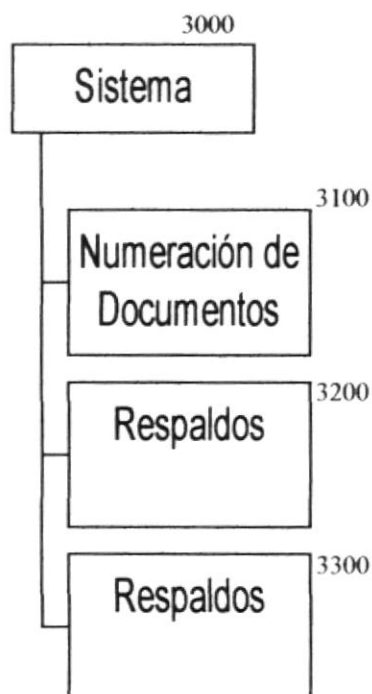 3000
Sistema
3100
Numeración de
Documentos
3200
Respaldos
3300
Respaldos